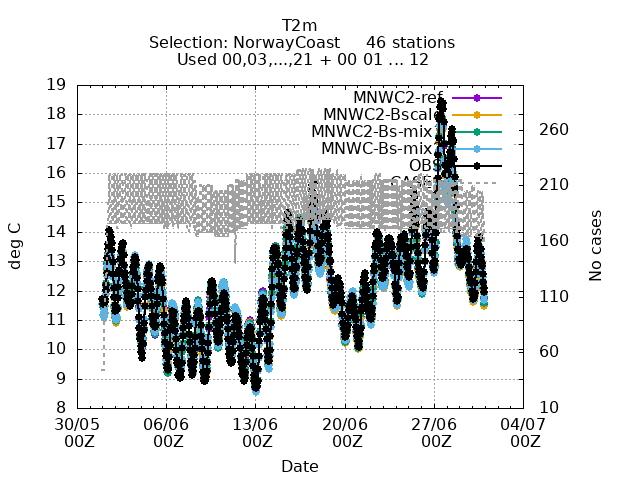 T2m
Selection: NorwayCoast 46 stations
Used 00,03,...,21 + 00 01 ... 12
19
18
17
16
15
14
13
12
11
10
9
8
deg C
MNWC2-ref
MNWC2-Bscale
MNWC2-Bs-mix
MNWC-Bs-mix
OBS
CASES
260
210
160
110
60
10
No cases
30/05 06/06 13/06 20/06 27/06 04/07
00Z 00Z 00Z 00Z 00Z 00Z
Date